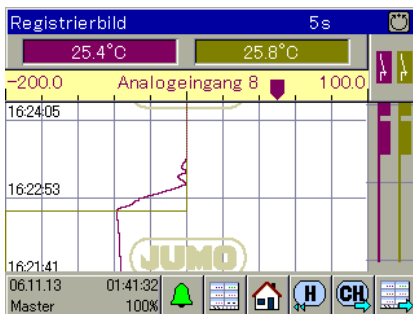 Registrierbild 5s
25.4°C 25.8°C
-200.0 Analogeingang 8 100.0
16:24:05
16:22:53
16:21:41
JUMO
06.11.13 01:41:32
Master 100%
H CH